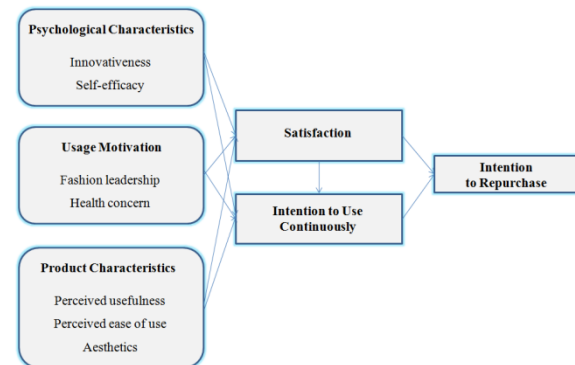 Psychological Characteristics
Innovativeness
Self-efficacy
Usage Motivation
Fashion leadership
Health concern
Product Characteristics
Perceived usefulness
Perceived ease of use
Aesthetics
Satisfaction
Intention to Use
Continuously
Intention
to Repurchase